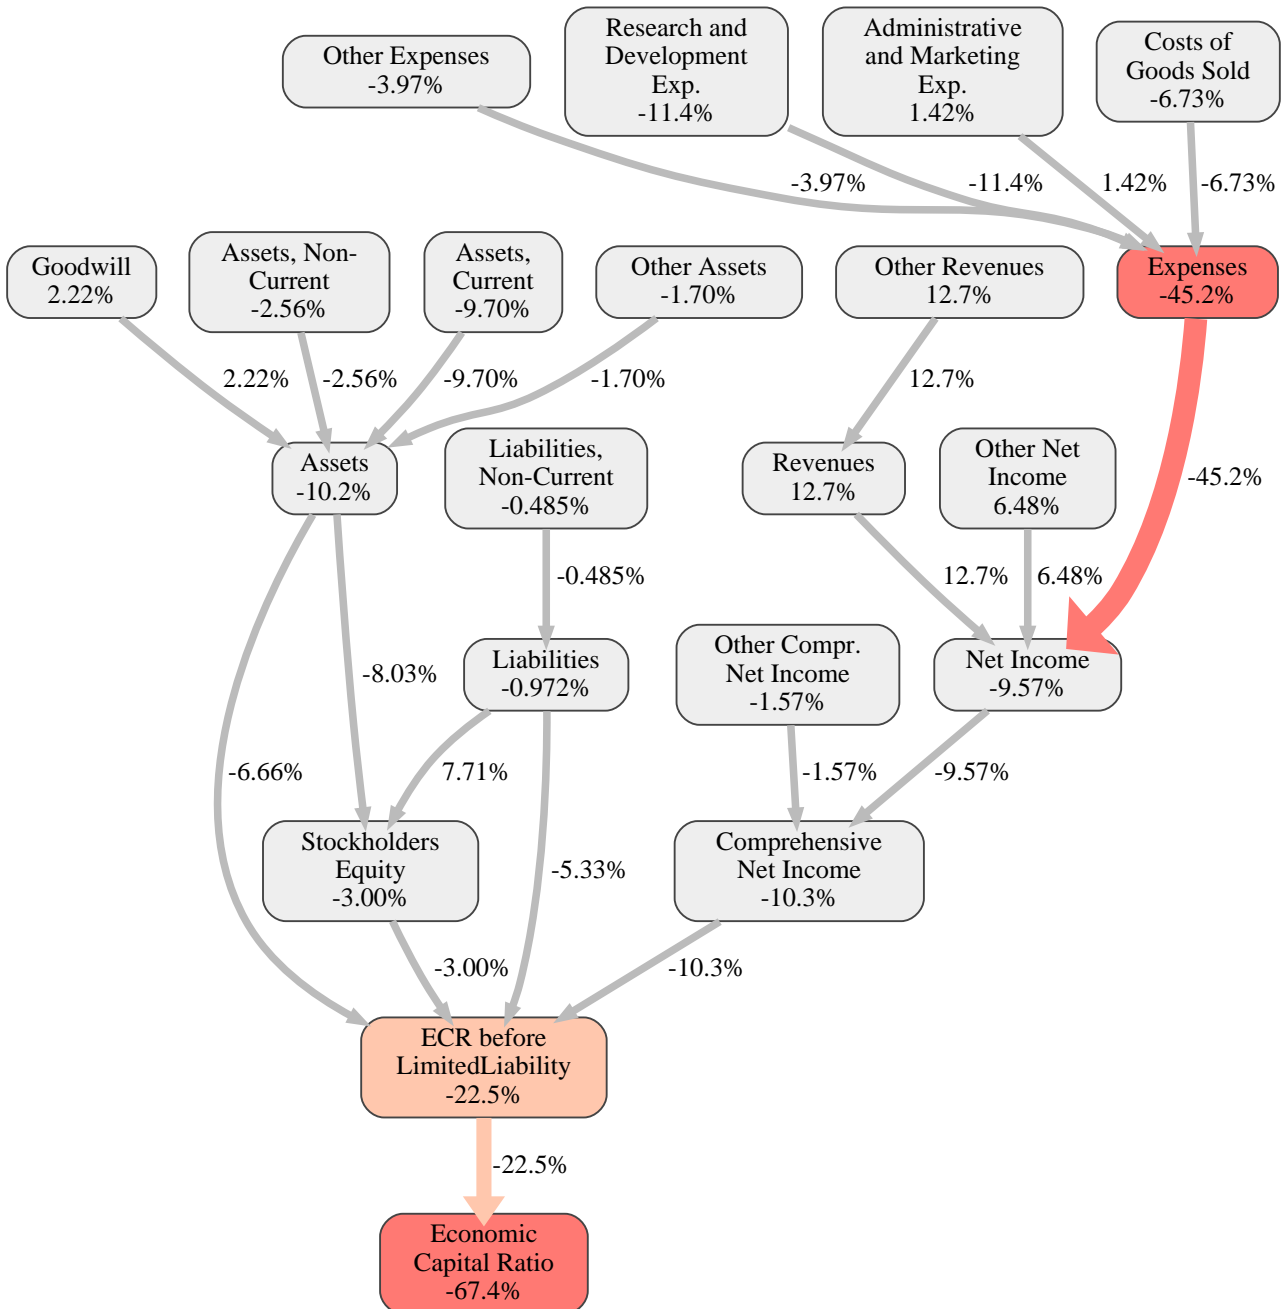 Other Expenses
-3.97%
Research and
Development
Exp.
-11.4%
Administrative
and Marketing
Exp.
1.42%
Costs of
Goods Sold
-6.73%
-3.97%
-11.4%
1.42%
-6.73%
Goodwill
2.22%
Assets, Non-
Current
-2.56%
Assets,
Current
-9.70%
Other Assets
-1.70%
Other Revenues
12.7%
Expenses
-45.2%
2.22%
-2.56%
-9.70%
-1.70%
12.7%
-45.2%
Assets
-10.2%
Liabilities,
Non-Current
-0.485%
Revenues
12.7%
Other Net
Income
6.48%
-0.485%
12.7%
6.48%
-8.03%
Liabilities
-0.972%
Other Compr.
Net Income
-1.57%
Net Income
-9.57%
-6.66%
7.71%
-1.57%
-9.57%
Stockholders
Equity
-3.00%
-5.33%
Comprehensive
Net Income
-10.3%
-3.00%
-10.3%
ECR before
LimitedLiability
-22.5%
-22.5%
Economic
Capital Ratio
-67.4%